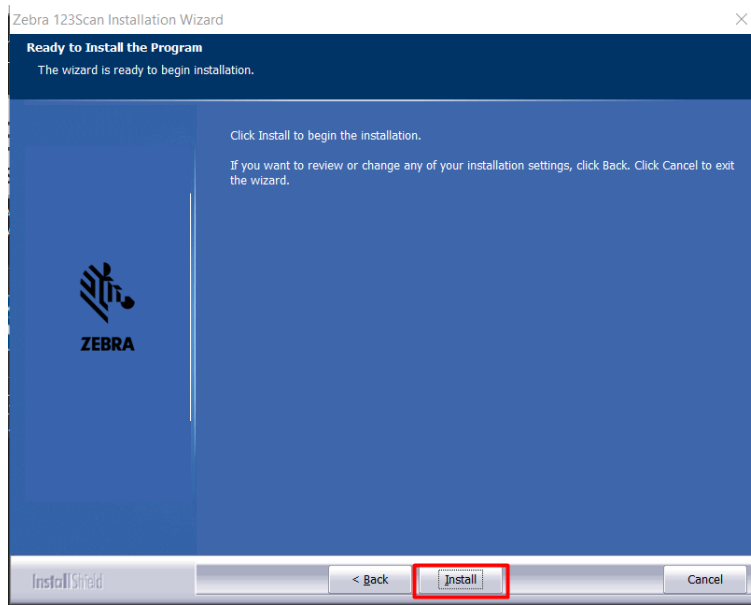 Zebra 123Scan Installation Wizard
Ready to Install the Program
The wizard is ready to begin installation.
Click Install to begin the installation.
If you want to review or change any of your installation settings, click Back. Click Cancel to exit
the wizard.
ZEBRA
InstallShield
< Back
Install
Cancel